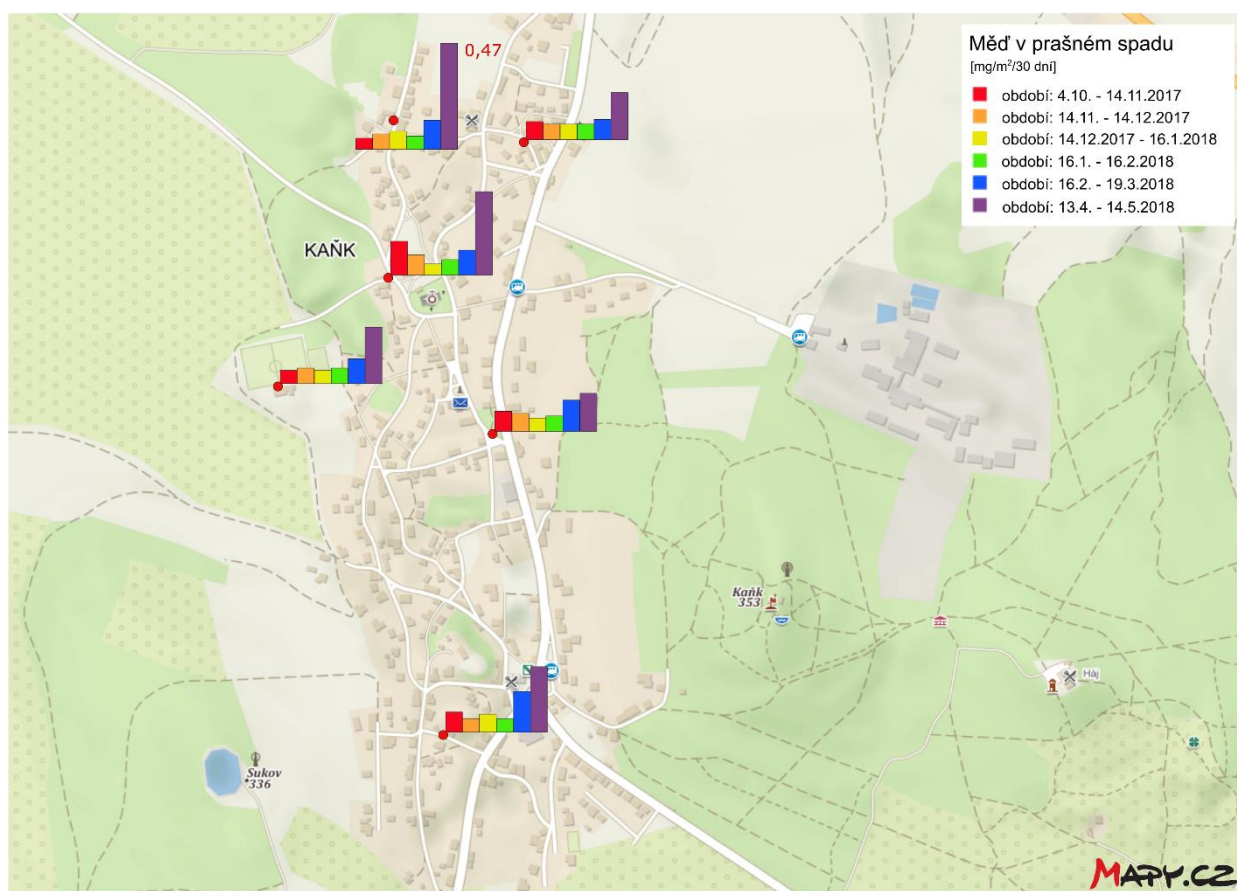 0,47
Měď v prašném spadu
[mg/m²/30 dní]
období: 4.10. - 14.11.2017
období: 14.11. - 14.12.2017
období: 14.12.2017 - 16.1.2018
období: 16.1. - 16.2.2018
období: 16.2. - 19.3.2018
období: 13.4. - 14.5.2018
KAŇK
Kaňk
353
Háj
Sukov
336
MAPY.CZ